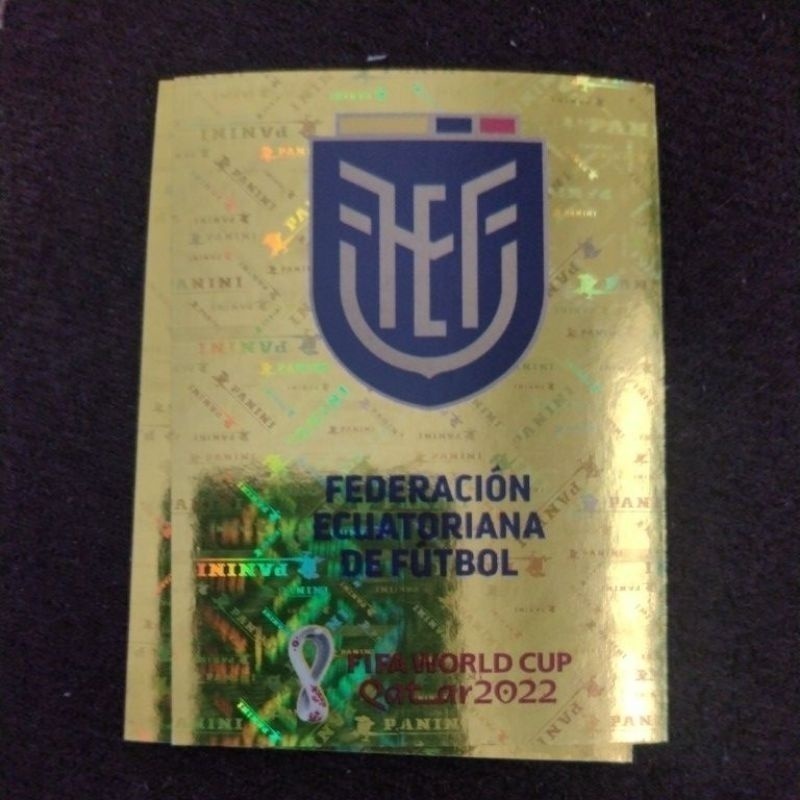 FEF
FEDERACIÓN
ECUATORIANA
DE FÚTBOL
FIFA WORLD CUP
Qatar2022
PANINI